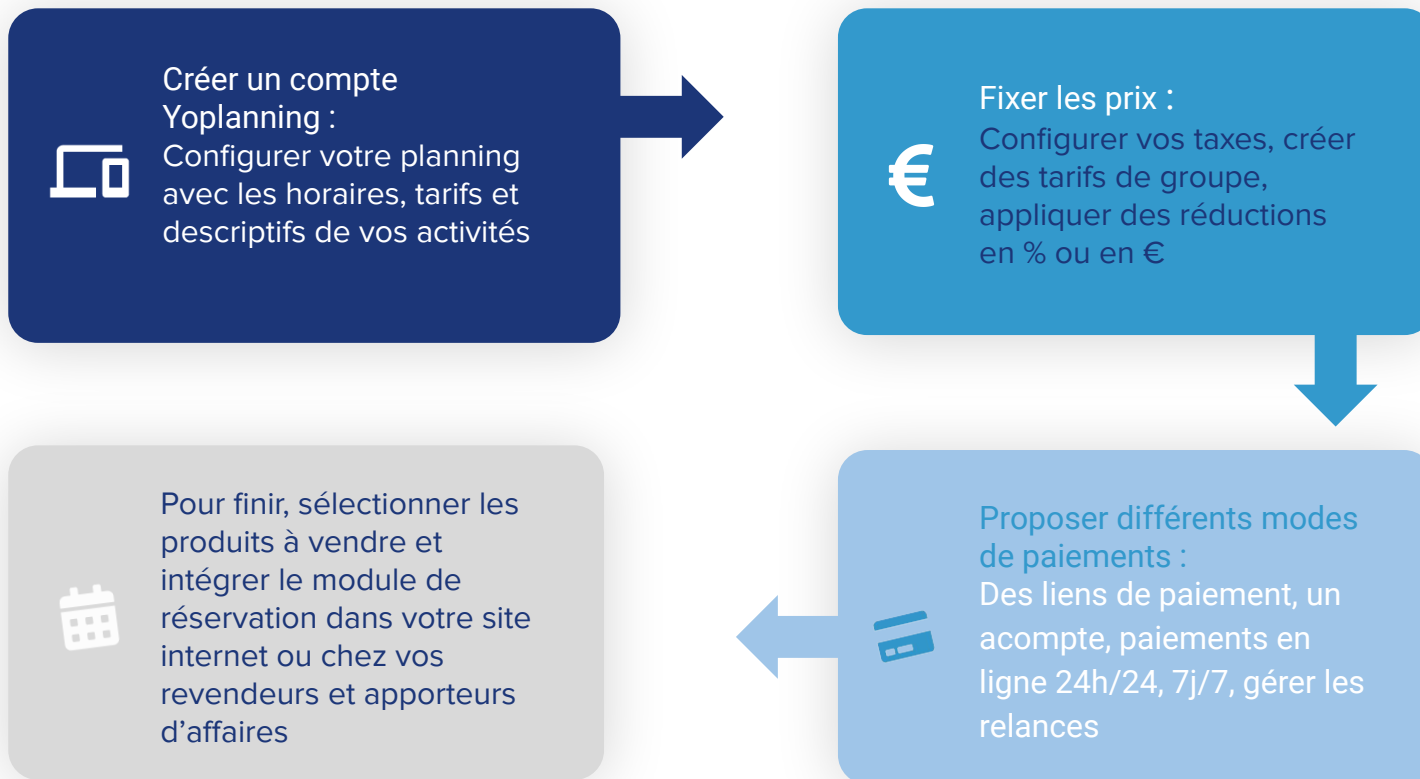 Créer un compte
Yoplanning :
Configurer votre planning
avec les horaires, tarifs et
descriptifs de vos activités
Fixer les prix :
Configurer vos taxes, créer
des tarifs de groupe,
appliquer des réductions
en % ou en €
Proposer différents modes
de paiements :
Des liens de paiement, un
acompte, paiements en
ligne 24h/24, 7j/7, gérer les
relances
Pour finir, sélectionner les
produits à vendre et
intégrer le module de
réservation dans votre site
internet ou chez vos
revendeurs et apporteurs
d’affaires